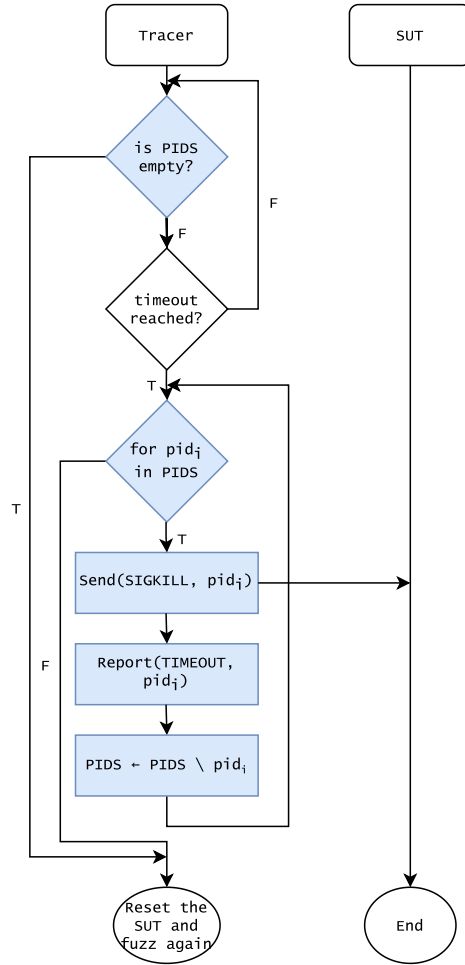 Tracer
SUT
is PIDS
empty?
F
F
timeout
reached?
T
for pidi
in PIDS
T
T
Send(SIGKILL, pidi)
F
Report(TIMEOUT,
pidi)
PIDS ← PIDS \ pidi
Reset the
SUT and
fuzz again
End